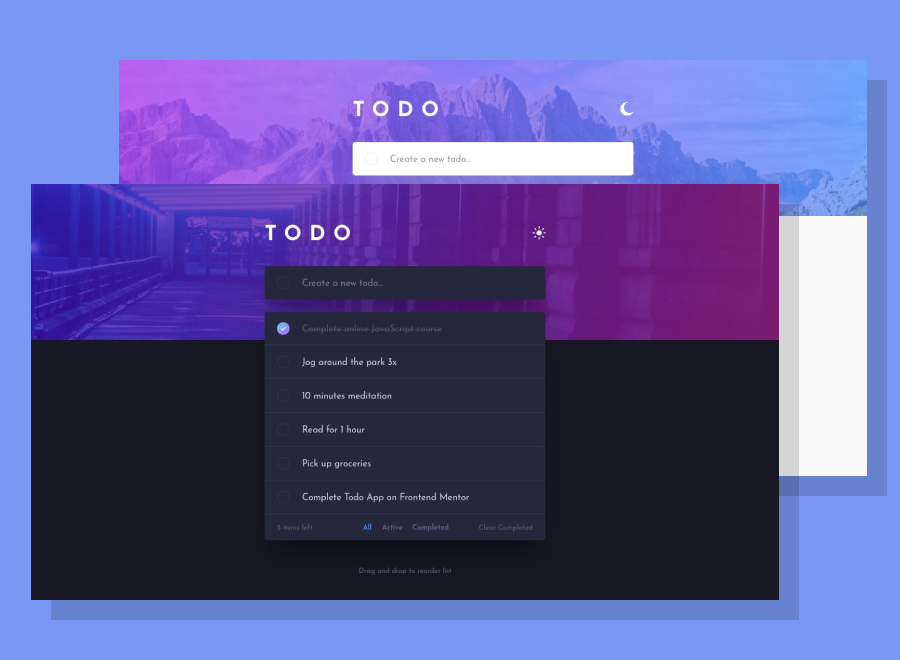 TODO
Create a new todo...
TODO
Create a new todo...
Complete online JavaScript course
Jog around the park 3x
10 minutes meditation
Read for 1 hour
Pick up groceries
Complete Todo App on Frontend Mentor
5 items left All Active Completed Clear Completed
Drag and drop to reorder list